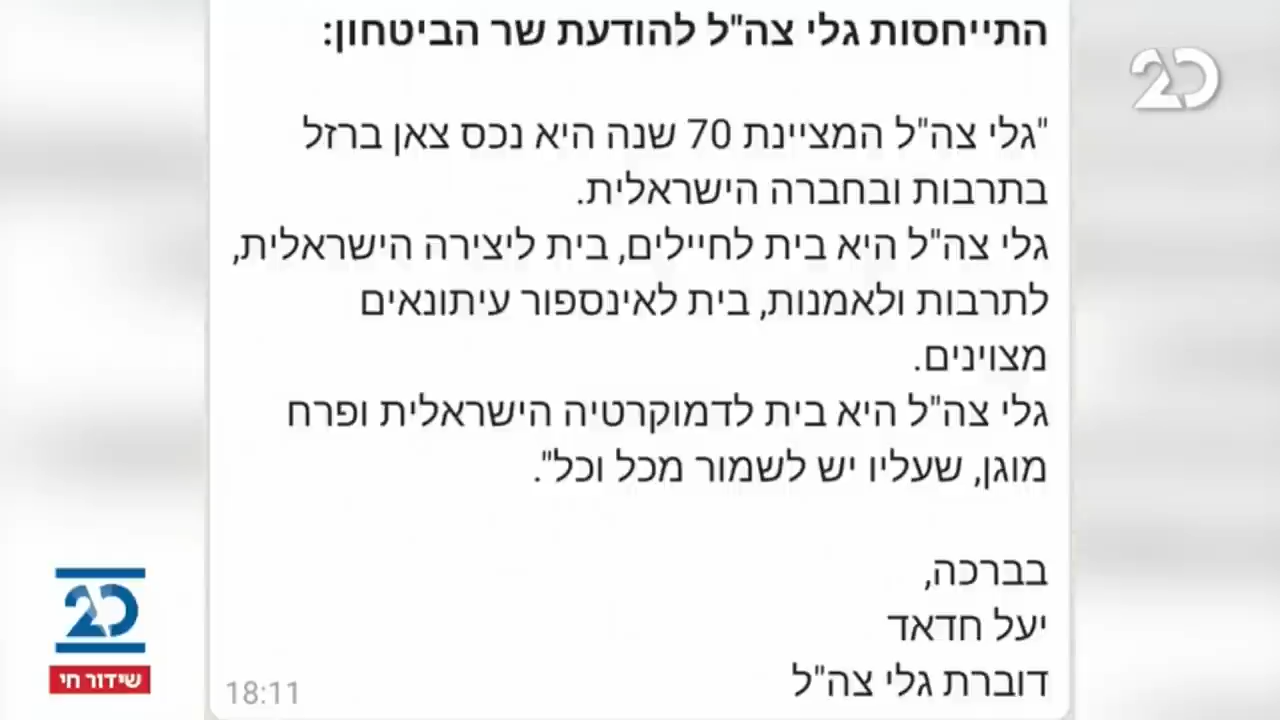 התייחסות גלי צה"ל להודעת שר הביטחון:
"גלי צה"ל המציינת 70 שנה היא נכס צאן ברזל
בתרבות ובחברה הישראלית.
גלי צה"ל היא בית לחיילים, בית ליצירה הישראלית,
לתרבות ולאמנות, בית לאינספור עיתונאים
מצוינים.
גלי צה"ל היא בית לדמוקרטיה הישראלית ופרח
מוגן, שעליו יש לשמור מכל וכל".
בברכה,
יעל חדאד
דוברת גלי צה"ל
18:11
20
20
שידור חי